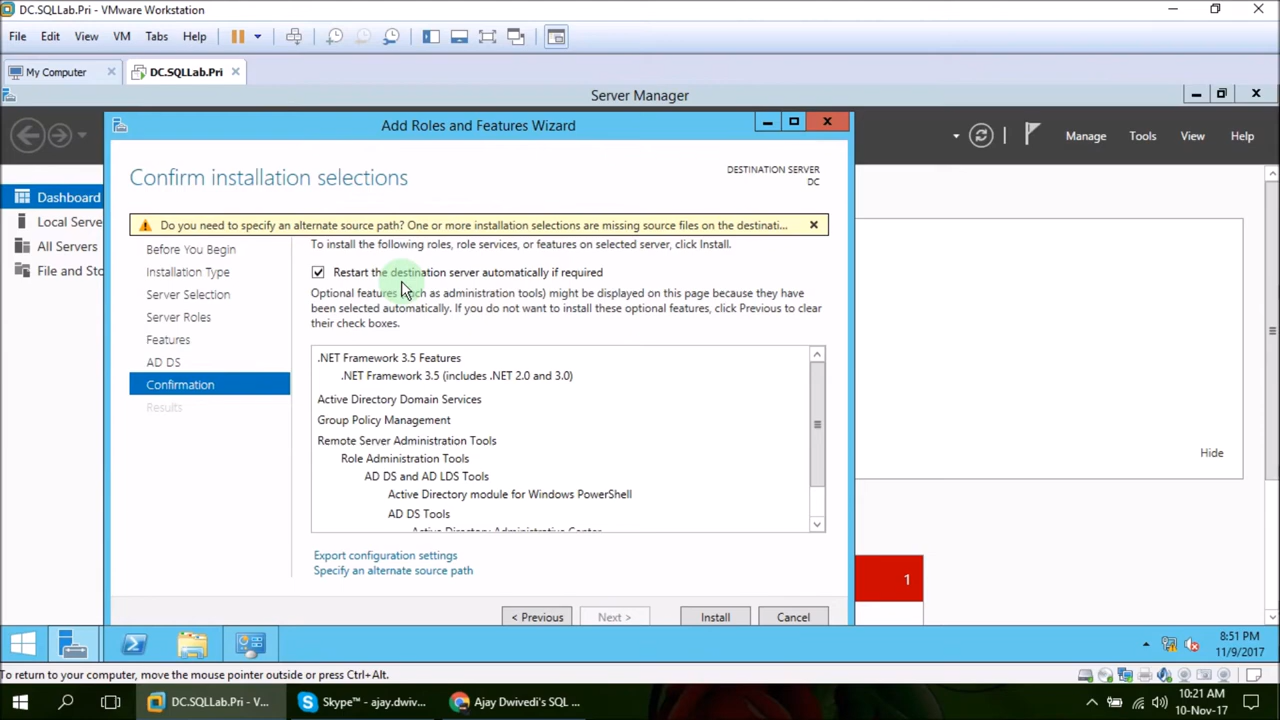 DC.SQLLab.Pri - VMware Workstation
File Edit View VM Tabs Help
My Computer
DC.SQLLab.Pri
Server Manager
Add Roles and Features Wizard
Manage Tools View Help
Confirm installation selections
DESTINATION SERVER
DC
Do you need to specify an alternate source path? One or more installation selections are missing source files on the destinati...
Dashboard
Local Serve
All Servers
File and Sto
Before You Begin
Installation Type
Server Selection
Server Roles
Features
AD DS
Confirmation
Results
To install the following roles, role services, or features on selected server, click Install.
Restart the destination server automatically if required
Optional features (such as administration tools) might be displayed on this page because they have
been selected automatically. If you do not want to install these optional features, click Previous to clear
their check boxes.
.NET Framework 3.5 Features
.NET Framework 3.5 (includes .NET 2.0 and 3.0)
Active Directory Domain Services
Group Policy Management
Remote Server Administration Tools
Role Administration Tools
AD DS and AD LDS Tools
Active Directory module for Windows PowerShell
AD DS Tools
Active Directory Administrative Center
Hide
Export configuration settings
Specify an alternate source path
1
< Previous
Next >
Install
Cancel
8:51 PM
11/9/2017
To return to your computer, move the mouse pointer outside or press Ctrl+Alt.
DC.SQLLab.Pri - V...
Skype™ - ajay.dwiv...
Ajay Dwivedi's SQL ...
10:21 AM
10-Nov-17